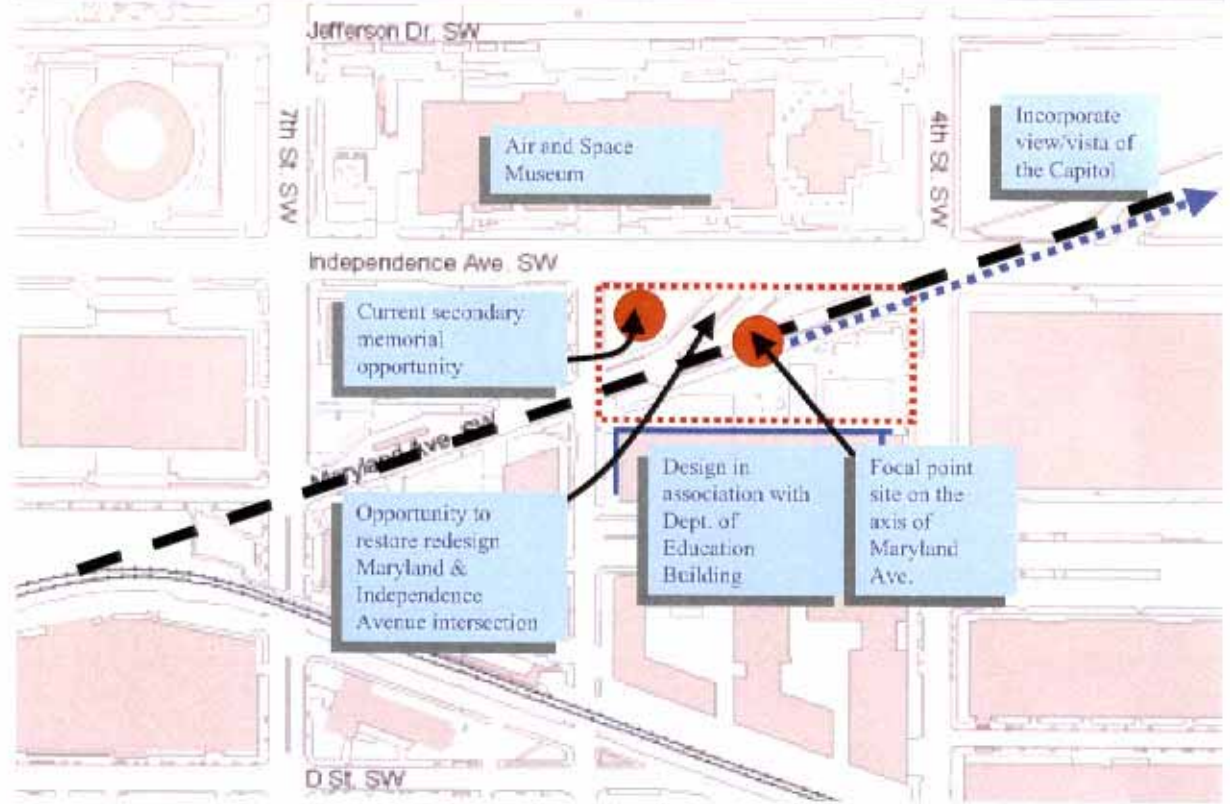 Jefferson Dr. SW
7th St. SW
Air and Space
Museum
4th St. SW
Incorporate
view/vista of
the Capitol
Independence Ave. SW
Current secondary
memorial
opportunity
Maryland Ave. SW
Opportunity to
restore redesign
Maryland &
Independence
Avenue intersection
Design in
association with
Dept. of
Education
Building
Focal point
site on the
axis of
Maryland
Ave.
D St. SW